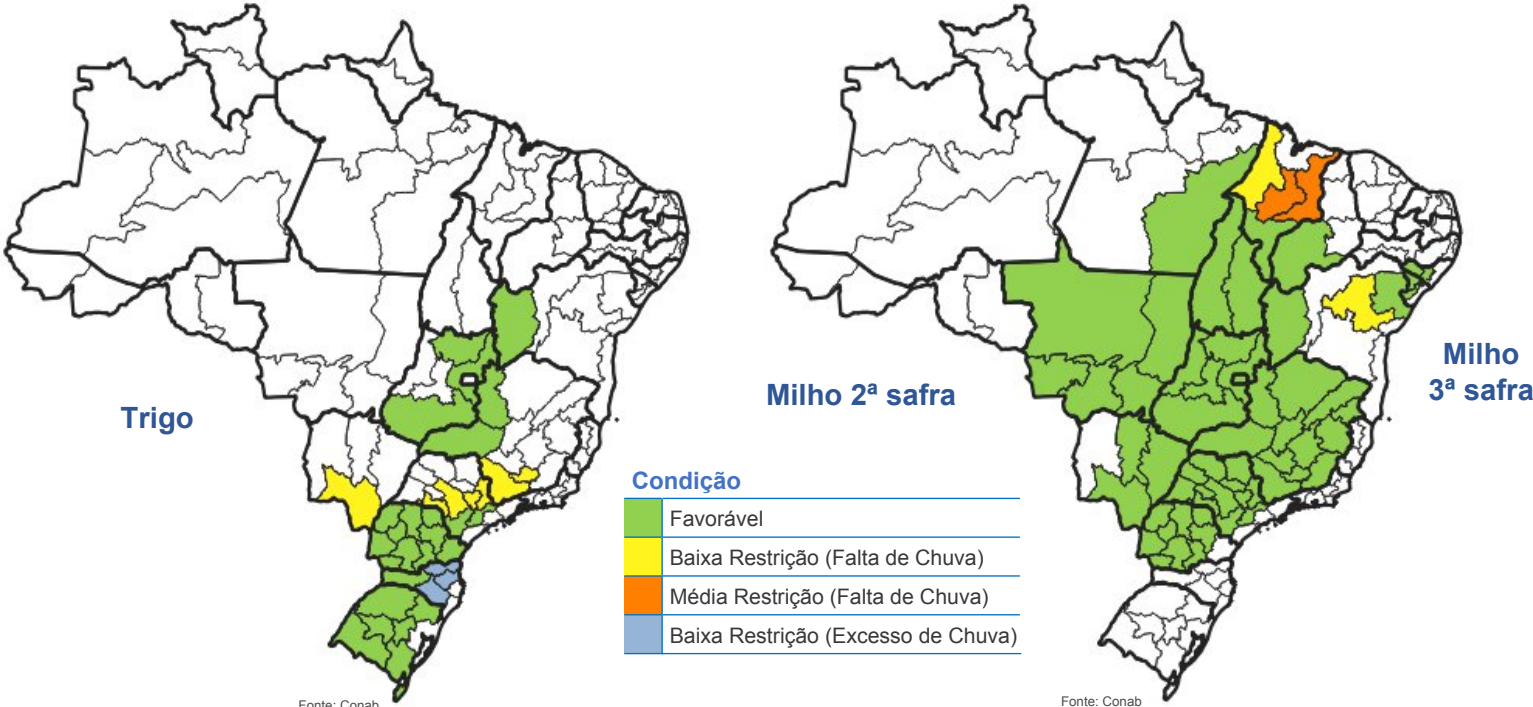 Trigo
Milho 2ª safra
Milho
3ª safra
Condição
Favorável
Baixa Restrição (Falta de Chuva)
Média Restrição (Falta de Chuva)
Baixa Restrição (Excesso de Chuva)
Fonte: Conab
Fonte: Conab